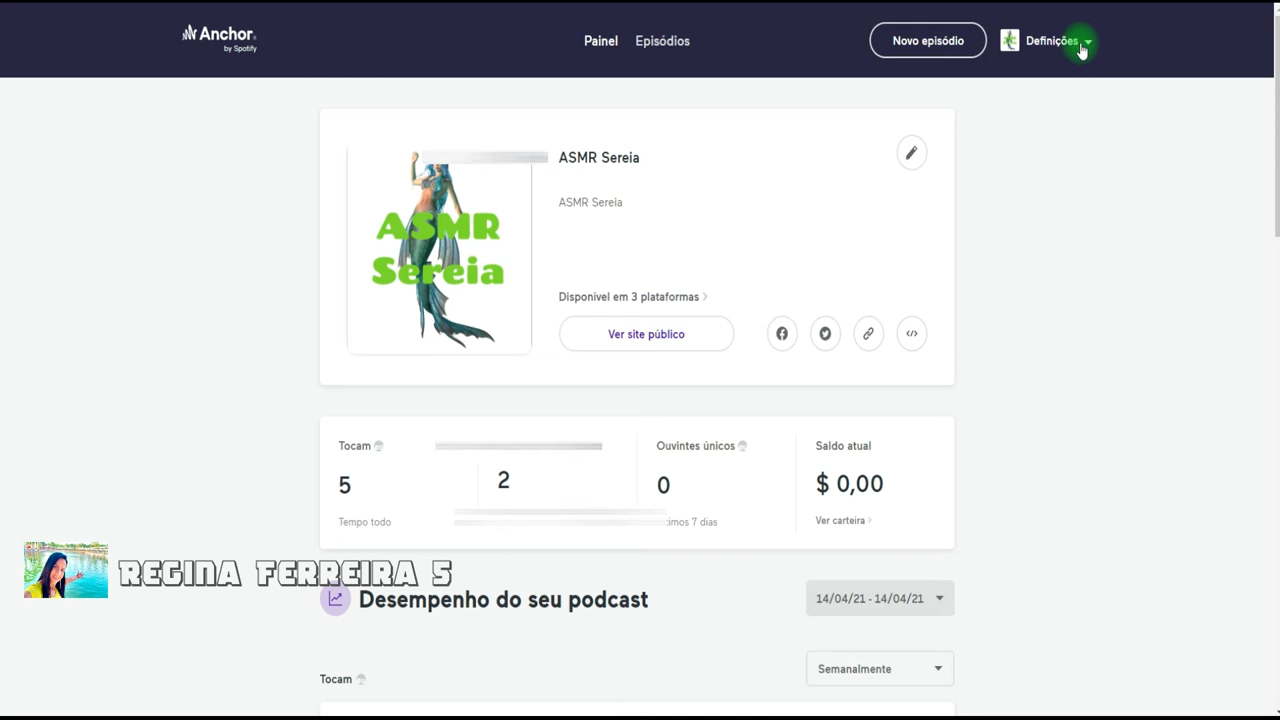 Anchor.
by Spotify
Painel
Episódios
Novo episódio
Definições
ASMR Sereia
ASMR
Sereia
ASMR Sereia
Disponível em 3 plataformas
Ver site público
Tocam
Ouvintes únicos
Saldo atual
5
2
0
$ 0,00
Tempo todo
7 dias
Ver carteira
REGINA FERREIRA 5
Desempenho do seu podcast
14/04/21 - 14/04/21
Semanalmente
Tocam